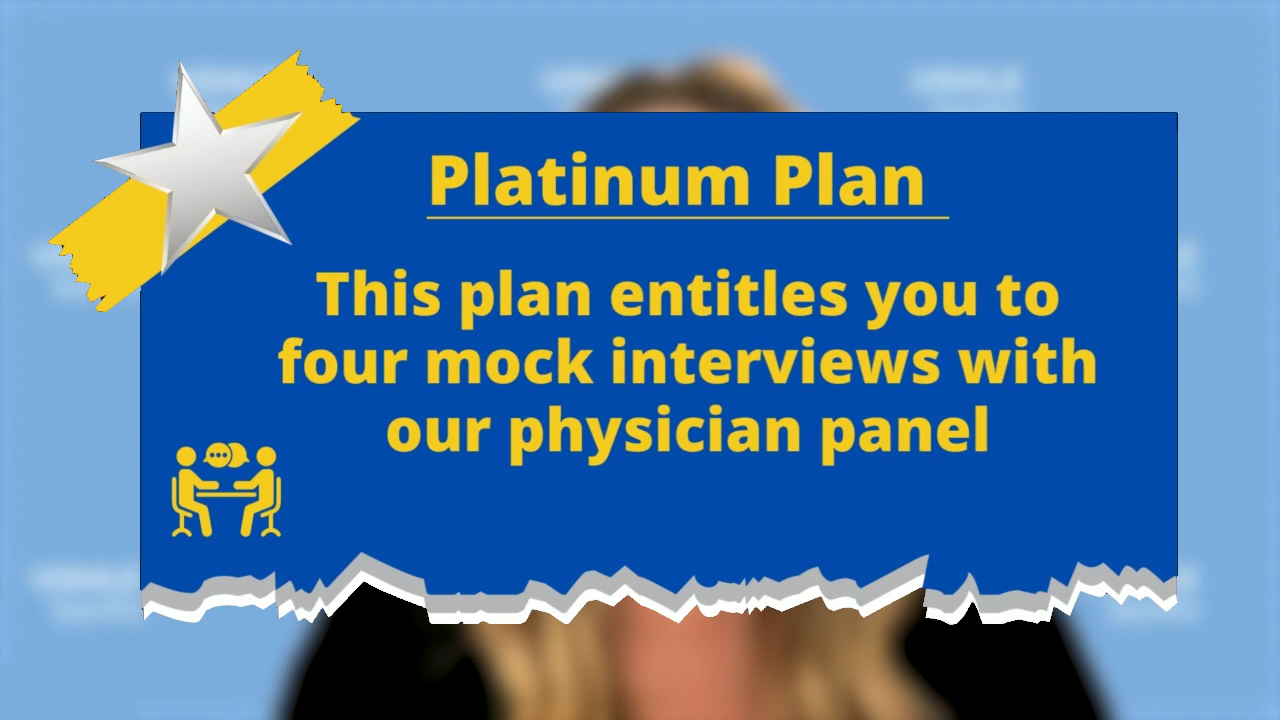 Platinum Plan
This plan entitles you to
four mock interviews with
our physician panel